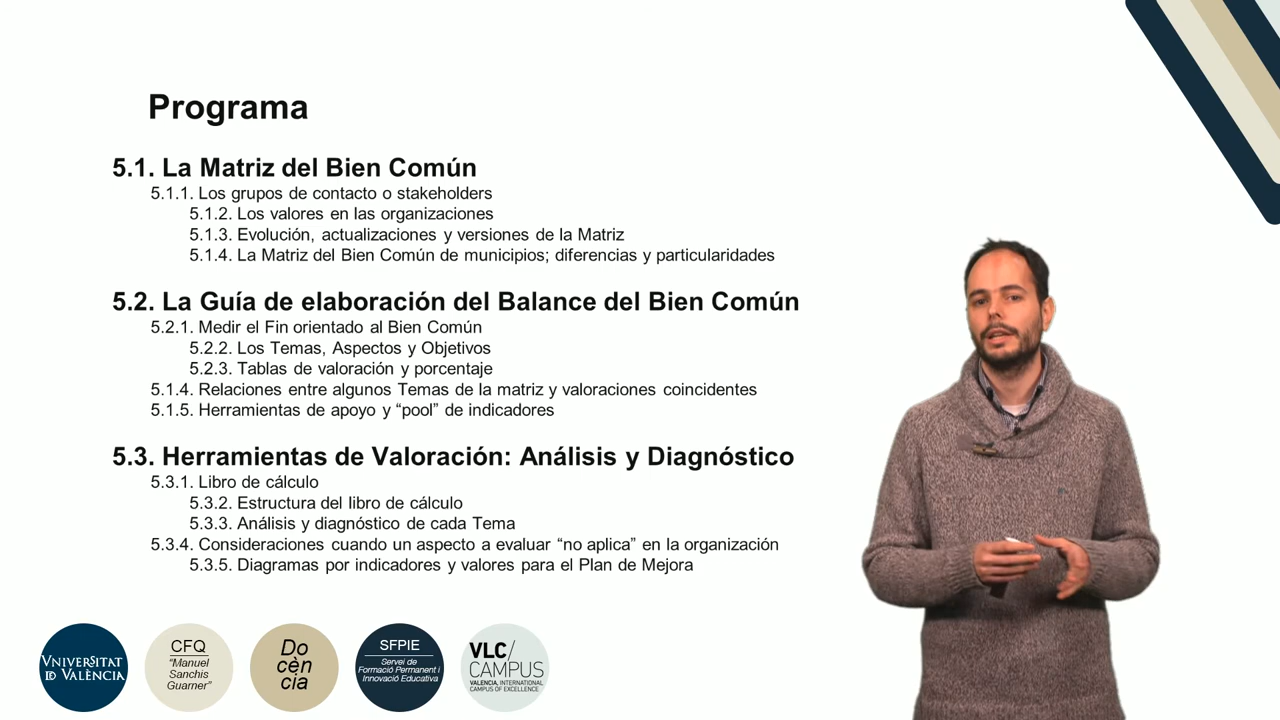 Programa
5.1. La Matriz del Bien Común
5.1.1. Los grupos de contacto o stakeholders
5.1.2. Los valores en las organizaciones
5.1.3. Evolución, actualizaciones y versiones de la Matriz
5.1.4. La Matriz del Bien Común de municipios; diferencias y particularidades
5.2. La Guía de elaboración del Balance del Bien Común
5.2.1. Medir el Fin orientado al Bien Común
5.2.2. Los Temas, Aspectos y Objetivos
5.2.3. Tablas de valoración y porcentaje
5.1.4. Relaciones entre algunos Temas de la matriz y valoraciones coincidentes
5.1.5. Herramientas de apoyo y “pool” de indicadores
5.3. Herramientas de Valoración: Análisis y Diagnóstico
5.3.1. Libro de cálculo
5.3.2. Estructura del libro de cálculo
5.3.3. Análisis y diagnóstico de cada Tema
5.3.4. Consideraciones cuando un aspecto a evaluar “no aplica” en la organización
5.3.5. Diagramas por indicadores y valores para el Plan de Mejora
VNIVERSITAT
ID VALÈNCIA
CFQ
“Manuel
Sanchis
Guarner”
Do
cèn
cia
SFPIE
Servei de
Formació Permanent i
Innovació Educativa
VLC/
CAMPUS
VALENCIA, INTERNATIONAL
CAMPUS OF EXCELLENCE